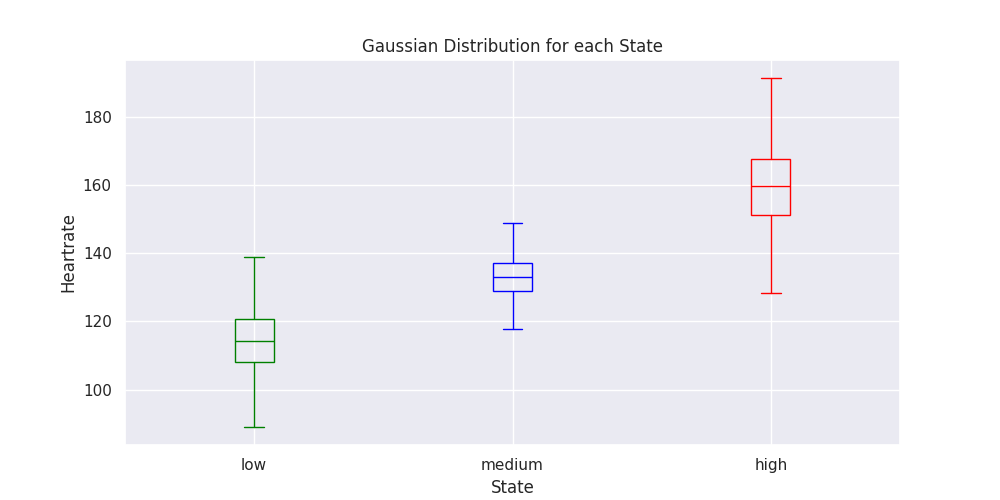 Gaussian Distribution for each State
Heartrate
180
160
140
120
100
low medium high
State